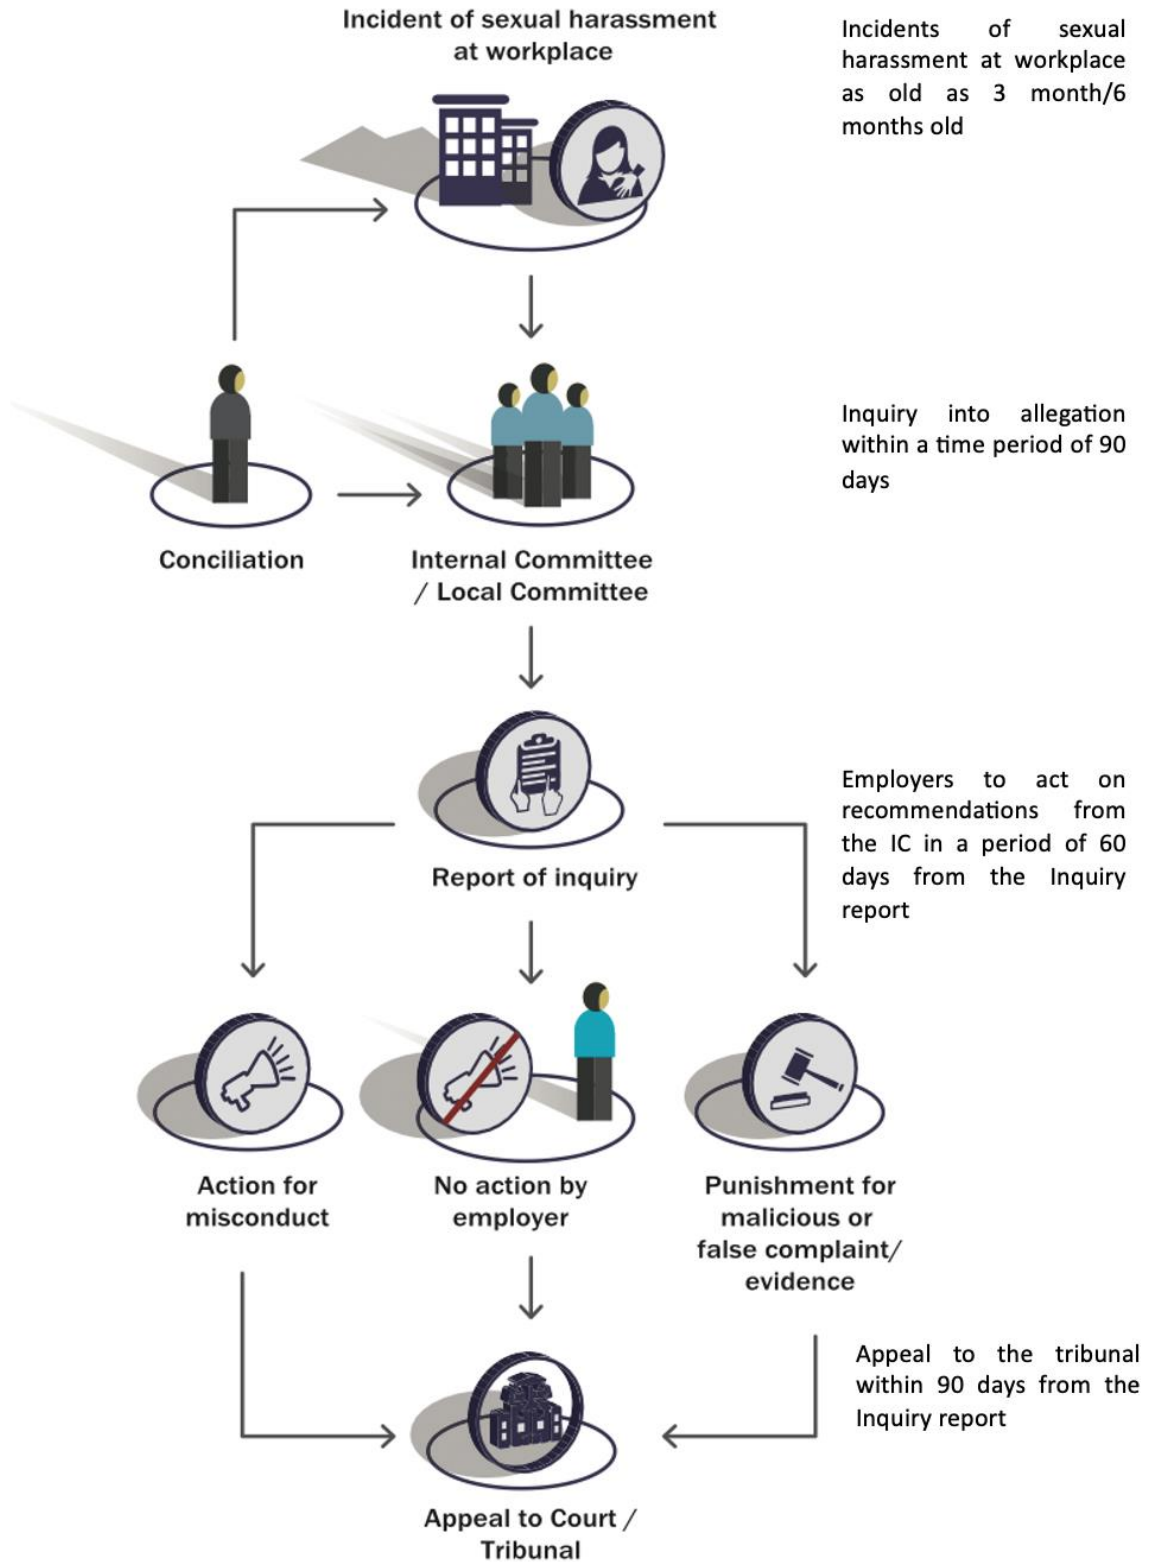 Incident of sexual harassment
at workplace
Incidents of sexual
harassment at workplace
as old as 3 month/6
months old
Inquiry into allegation
within a time period of 90
days
Conciliation
Internal Committee
/ Local Committee
Employers to act on
recommendations from
the IC in a period of 60
days from the Inquiry
report
Report of inquiry
Action for
misconduct
No action by
employer
Punishment for
malicious or
false complaint/
evidence
Appeal to the tribunal
within 90 days from the
Inquiry report
Appeal to Court /
Tribunal